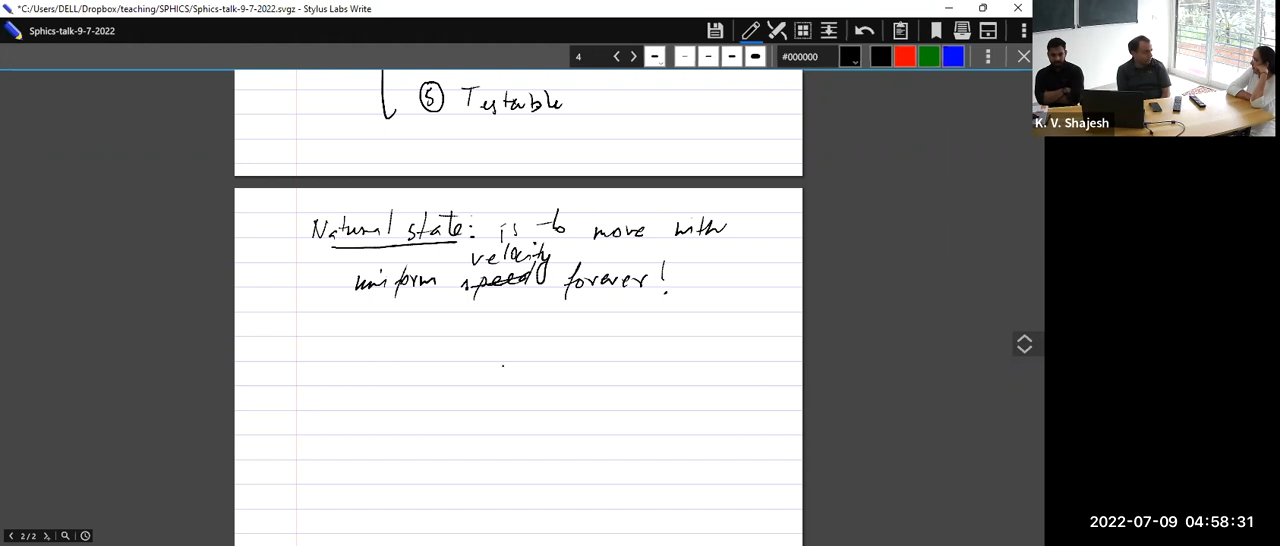 *C:/Users/DELL/Dropbox/teaching/SPHICS/Sphics-talk-9-7-2022.svgz - Stylus Labs Write
Sphics-talk-9-7-2022
4
#000000
⑤ Testable
K. V. Shajesh
Natural state: is to move with
velocity
uniform speed forever!
2/2
2022-07-09 04:58:31